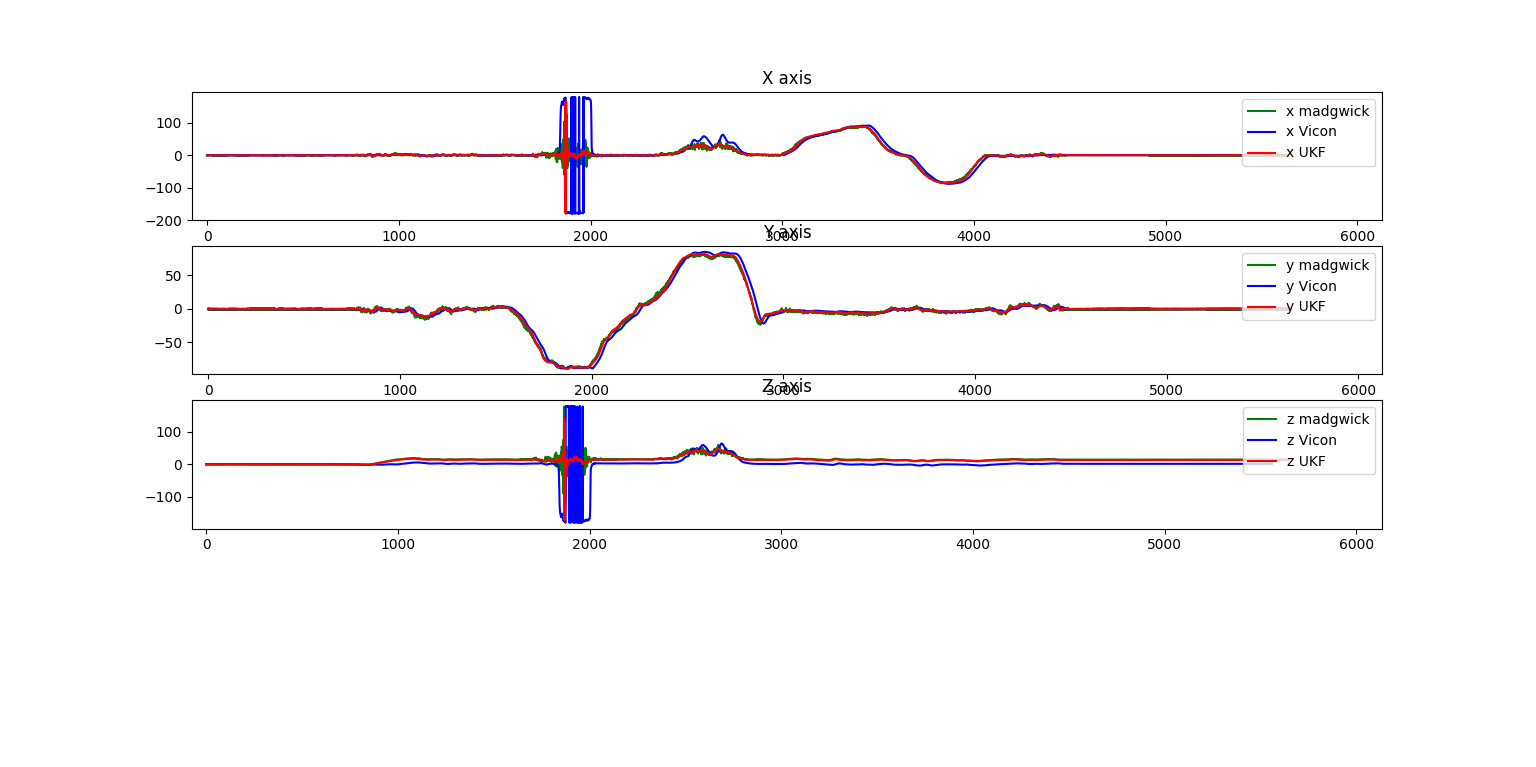 X axis
100
0
−100
−200
x madgwick
x Vicon
x UKF
0 1000 2000 3000 4000 5000 6000
Y axis
50
0
−50
y madgwick
y Vicon
y UKF
0 1000 2000 3000 4000 5000 6000
Z axis
100
0
−100
z madgwick
z Vicon
z UKF
0 1000 2000 3000 4000 5000 6000